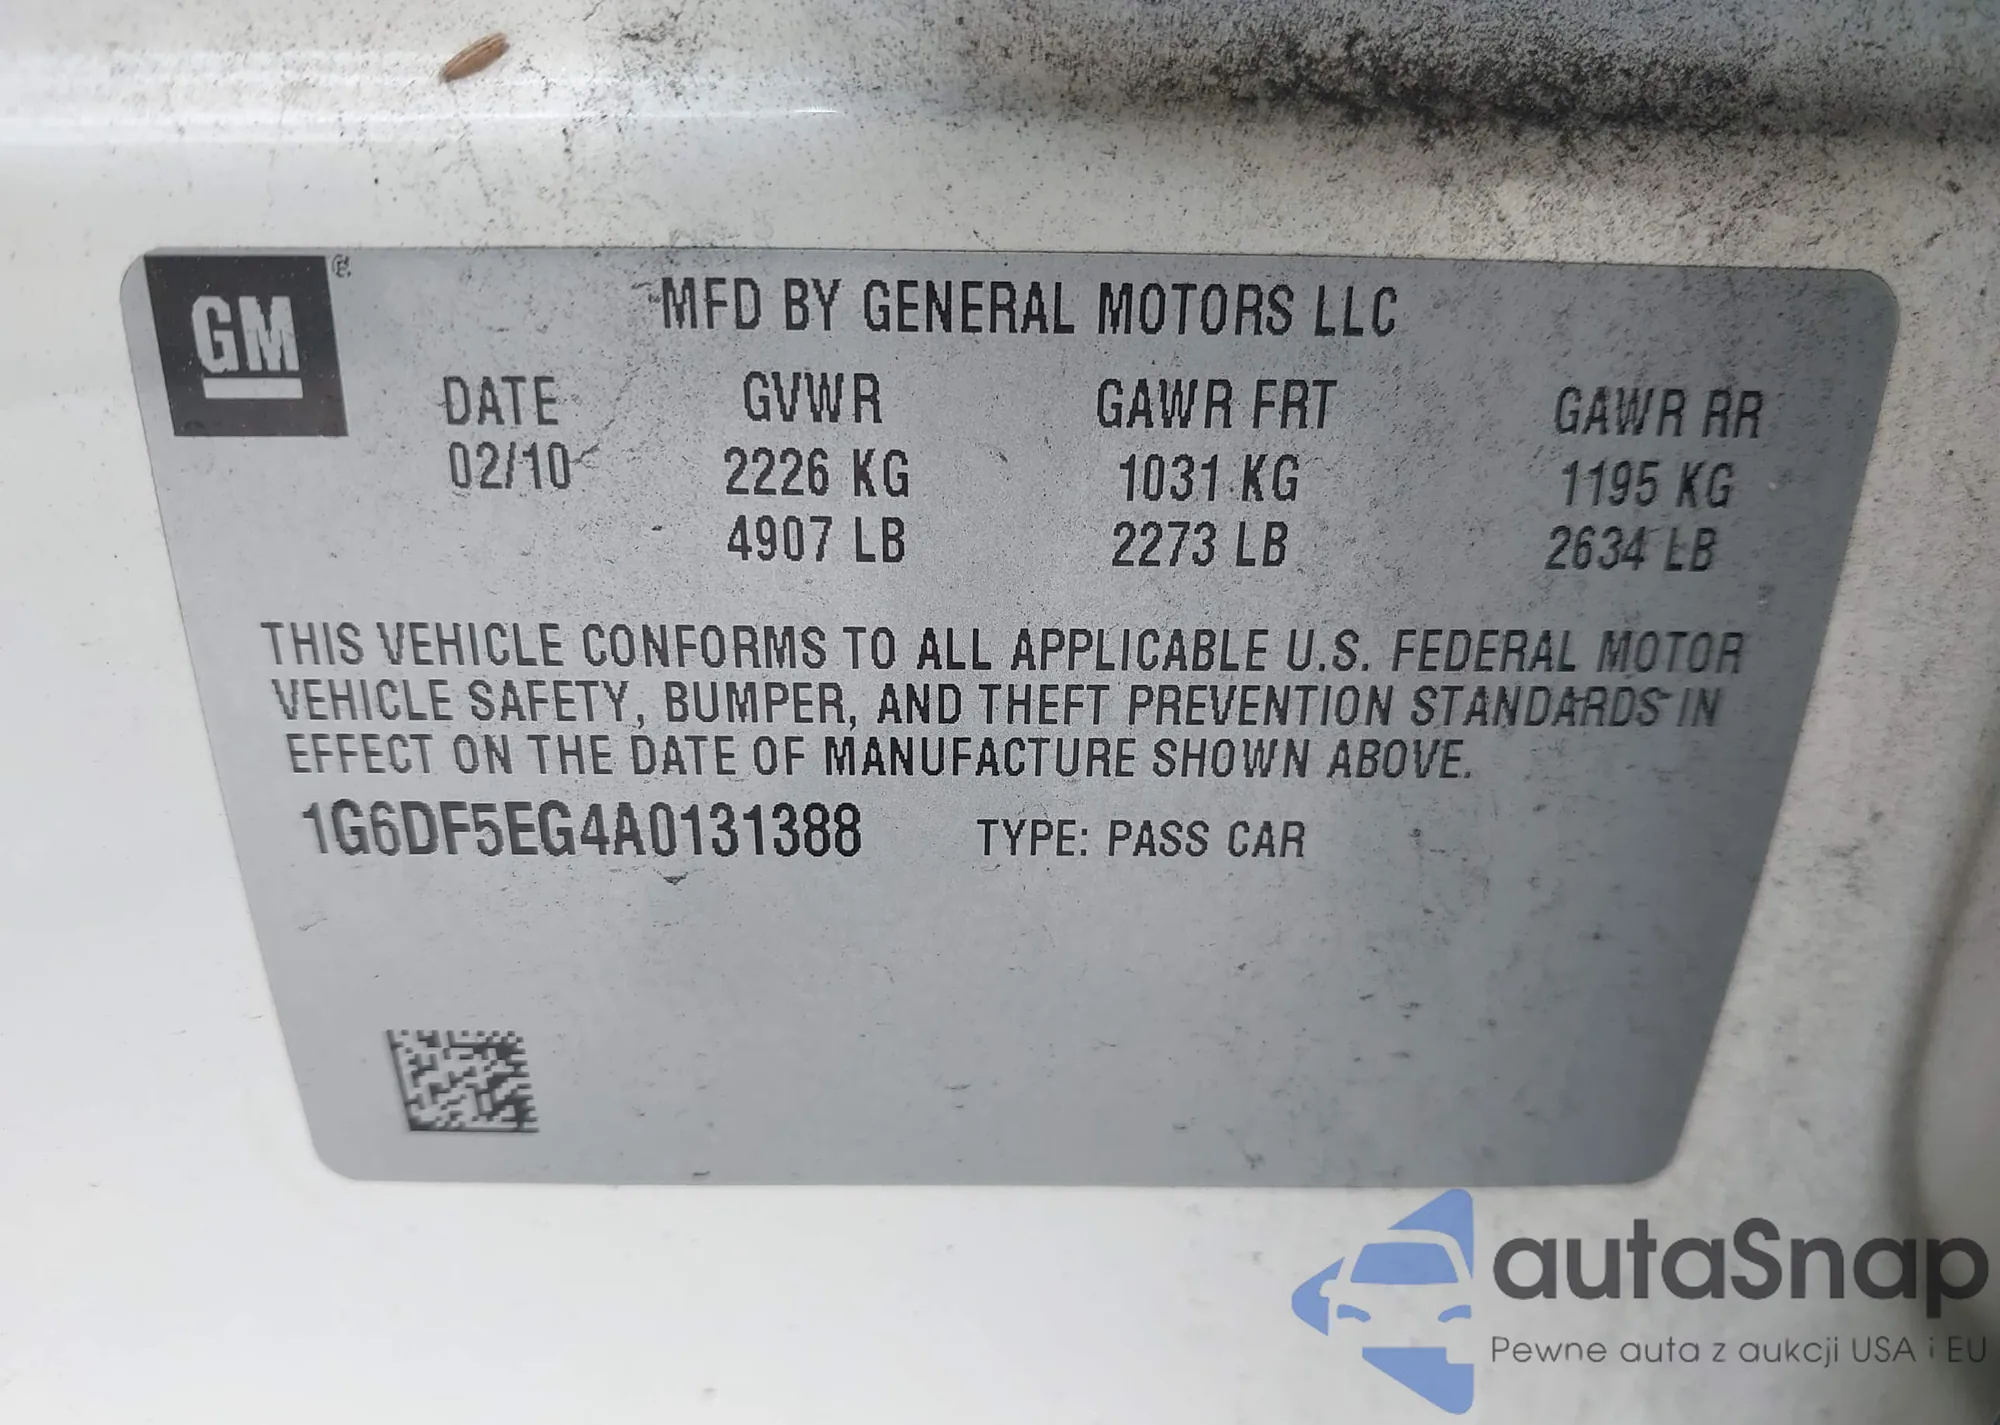 GM
MFD BY GENERAL MOTORS LLC
DATE GVWR GAWR FRT GAWR RR
02/10 2226 KG 1031 KG 1195 KG
4907 LB 2273 LB 2634 LB
THIS VEHICLE CONFORMS TO ALL APPLICABLE U.S. FEDERAL MOTOR
VEHICLE SAFETY, BUMPER, AND THEFT PREVENTION STANDARDS IN
EFFECT ON THE DATE OF MANUFACTURE SHOWN ABOVE.
1G6DF5EG4A0131388 TYPE: PASS CAR
autaSnap
Pewne auta z aukcji USA i EU